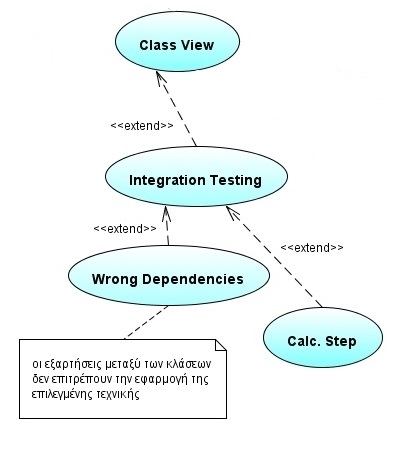 Class View
<<extend>>
Integration Testing
<<extend>>
<<extend>>
Wrong Dependencies
Calc. Step
οι εξαρτήσεις μεταξύ των κλάσεων
δεν επιτρέπουν την εφαρμογή της
επιλεγμένης τεχνικής